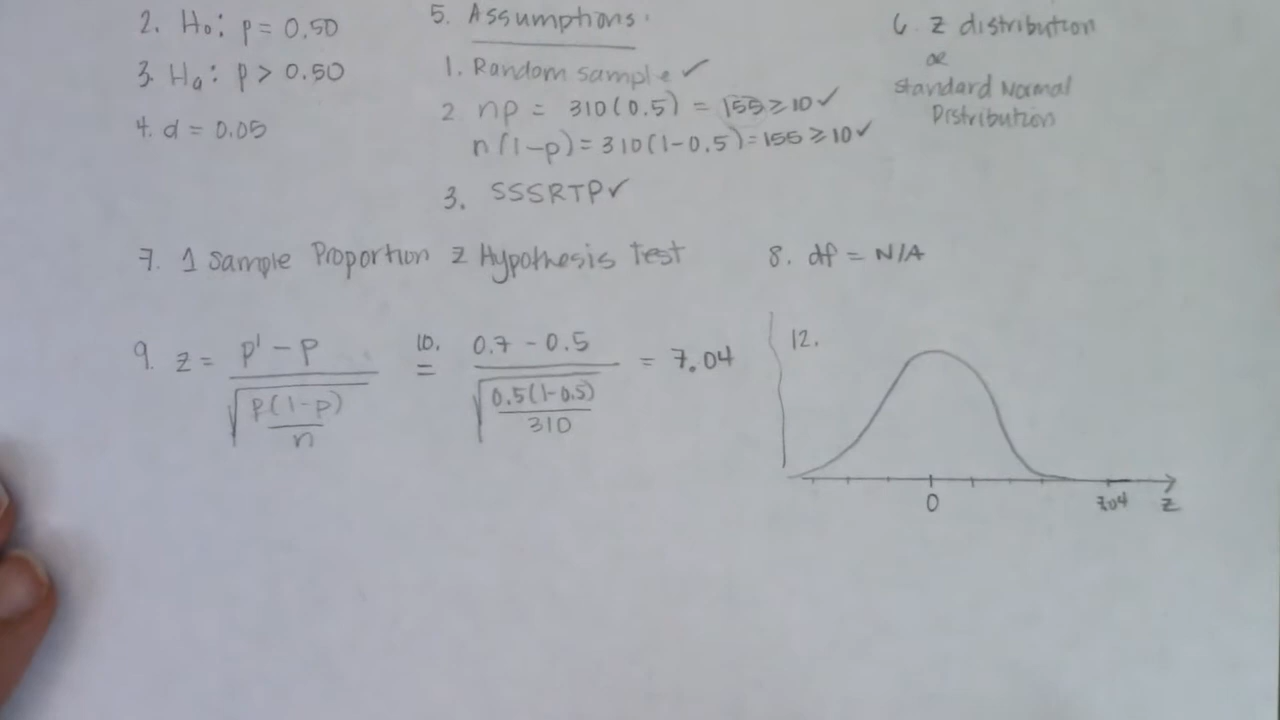 2. Ho: p = 0.50
3. Ha: p > 0.50
4. α = 0.05
5. Assumptions:
1. Random sample ✓
2 np = 310(0.5) = 155 ≥ 10 ✓
n(1-p) = 310(1-0.5) = 155 ≥ 10 ✓
3. SSSRTP ✓
6. z distribution
or
Standard Normal
Distribution
7. 1 Sample Proportion z Hypothesis Test
8. df = N/A
9. z = (p' - p) / √(p(1-p)/n)
10. = (0.7 - 0.5) / √(0.5(1-0.5)/310) = 7.04
12.
0
7.04
z